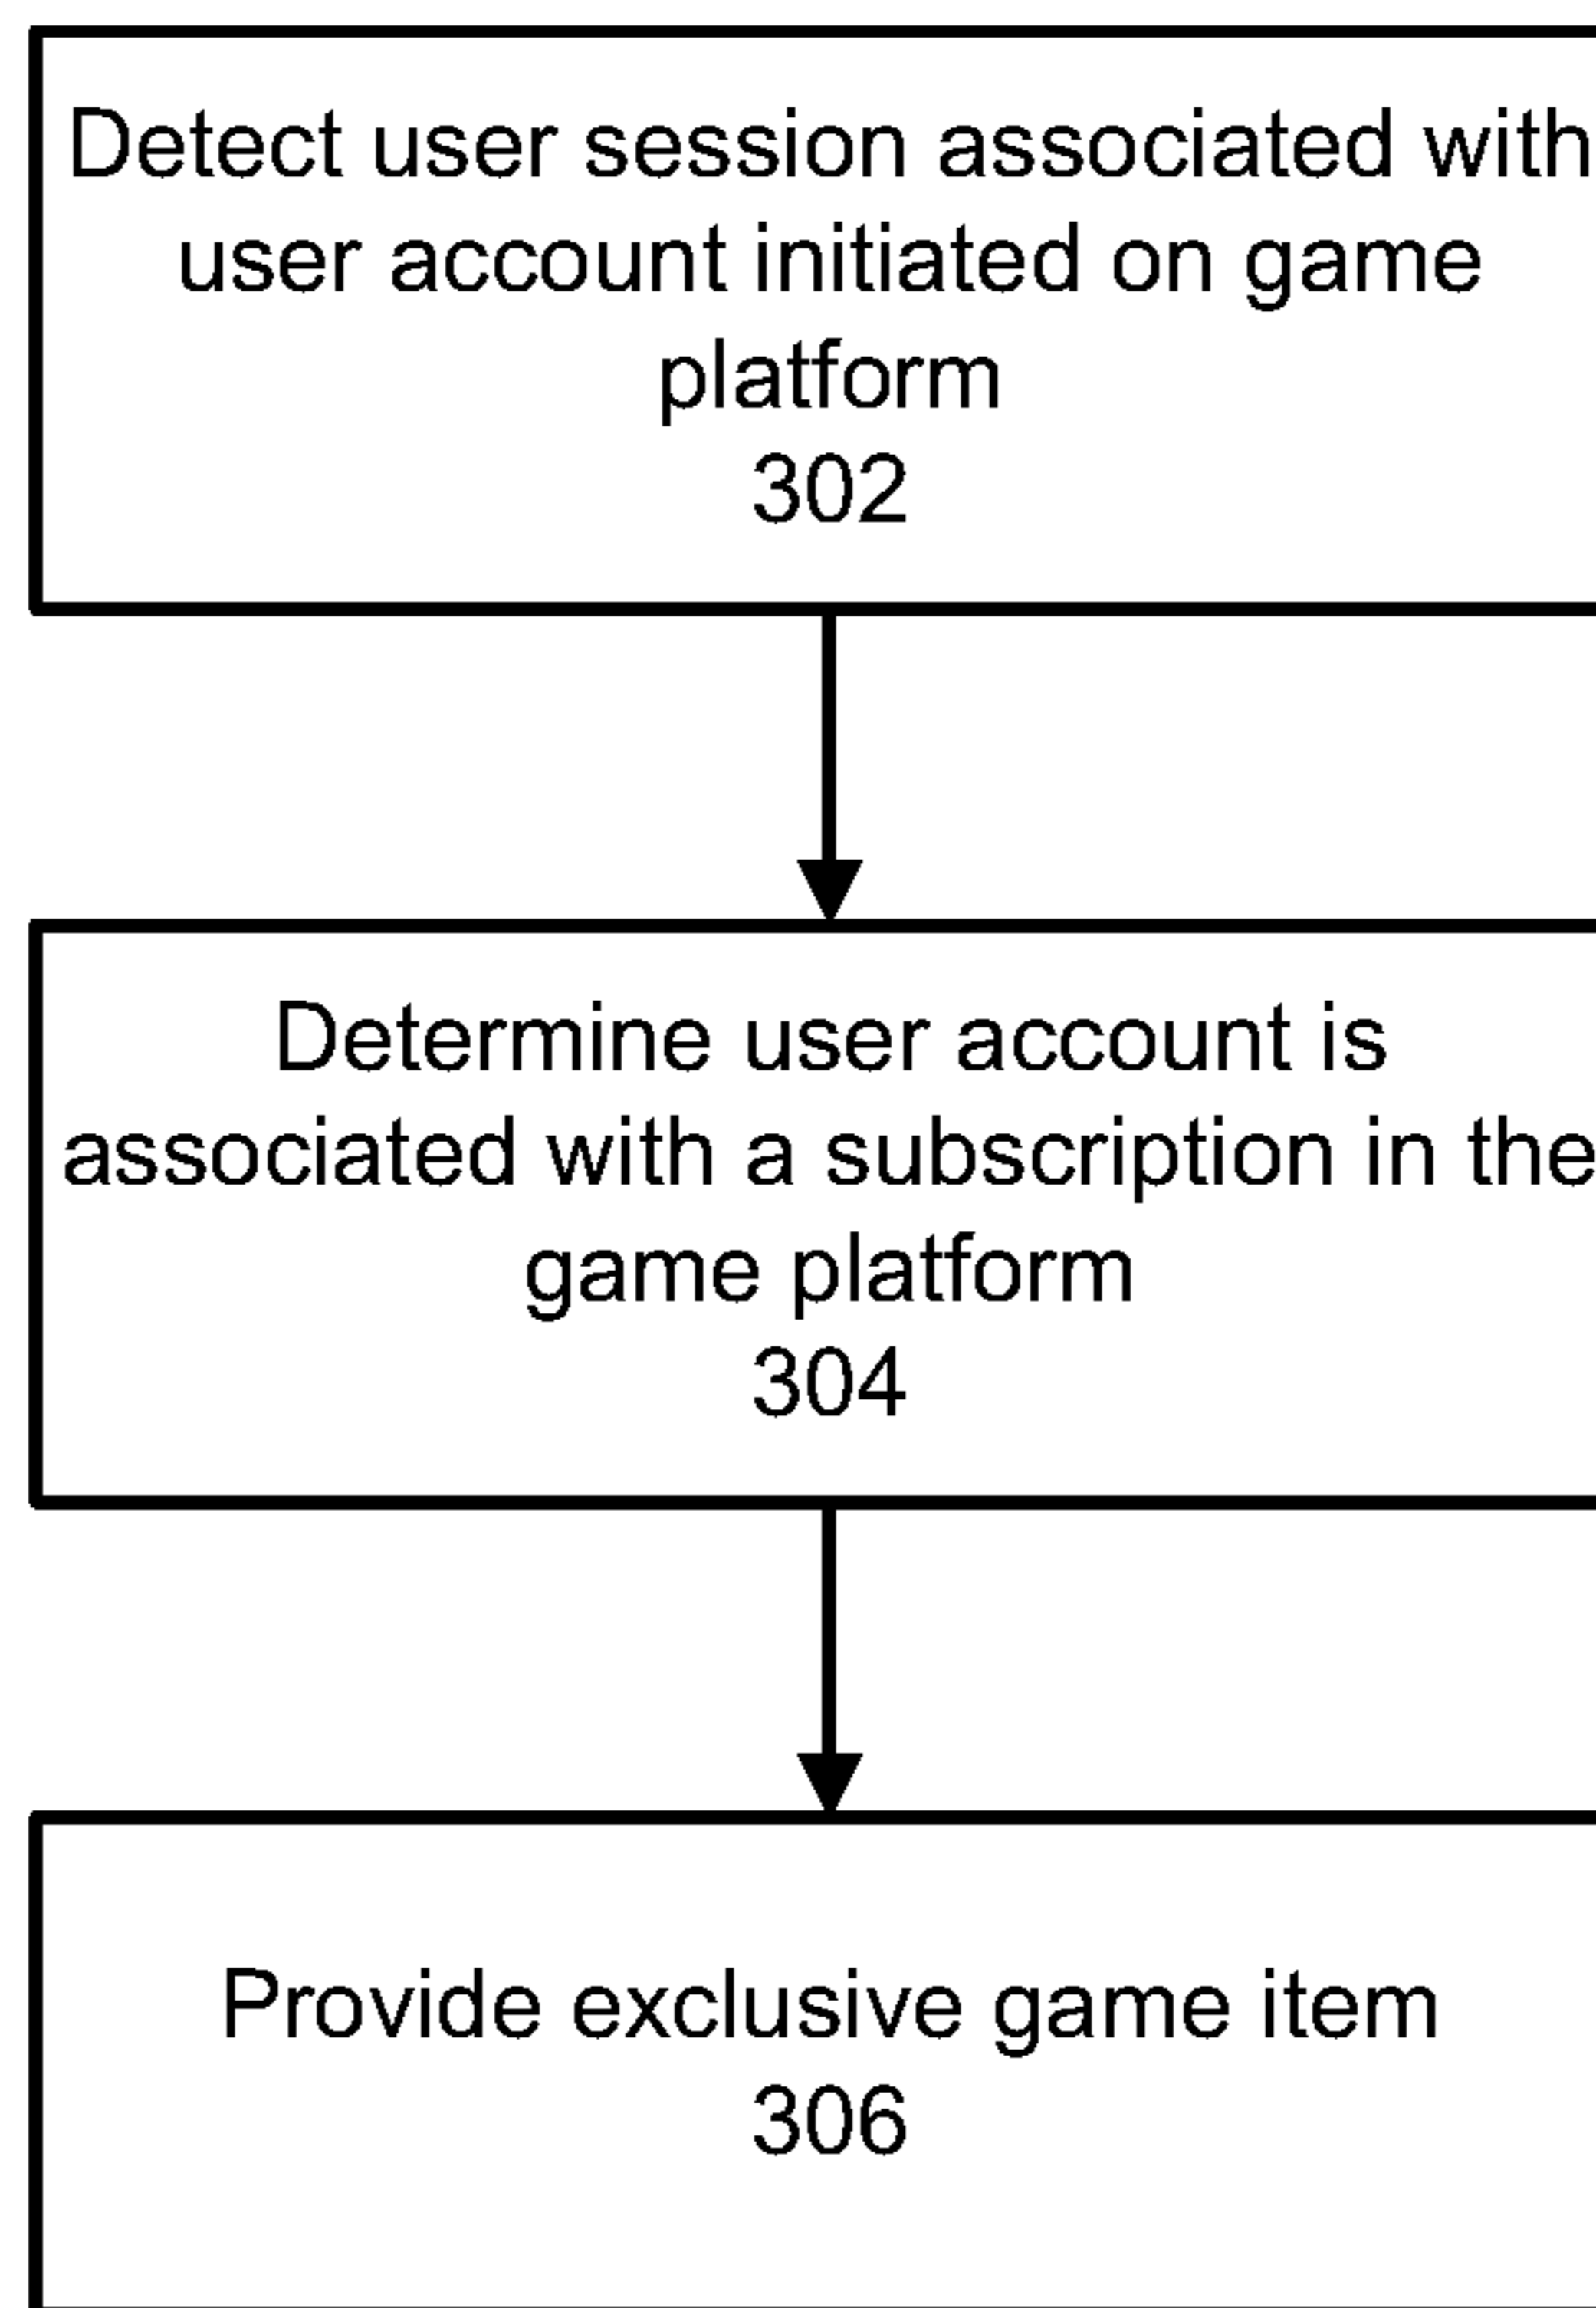 Detect user session associated with
user account initiated on game
platform
302
Determine user account is
associated with a subscription in the
game platform
304
Provide exclusive game item
306